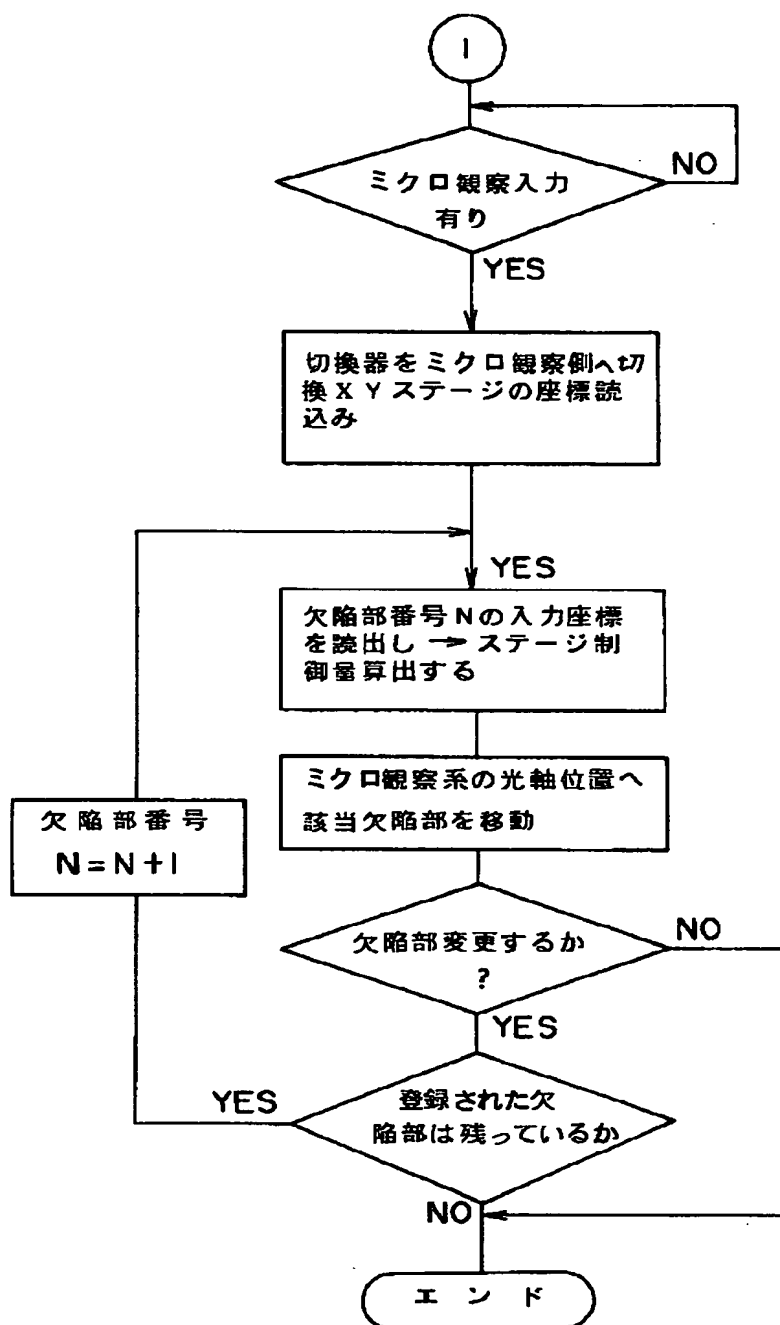 1
ミクロ観察入力
有り
NO
YES
切換器をミクロ観察側へ切
換XYステージの座標読
込み
YES
欠陥部番号Nの入力座標
を読出し→ステージ制
御量算出する
ミクロ観察系の光軸位置へ
該当欠陥部を移動
欠陥部番号
N=N+1
欠陥部変更するか
?
NO
YES
登録された欠
陥部は残っているか
YES
NO
エンド